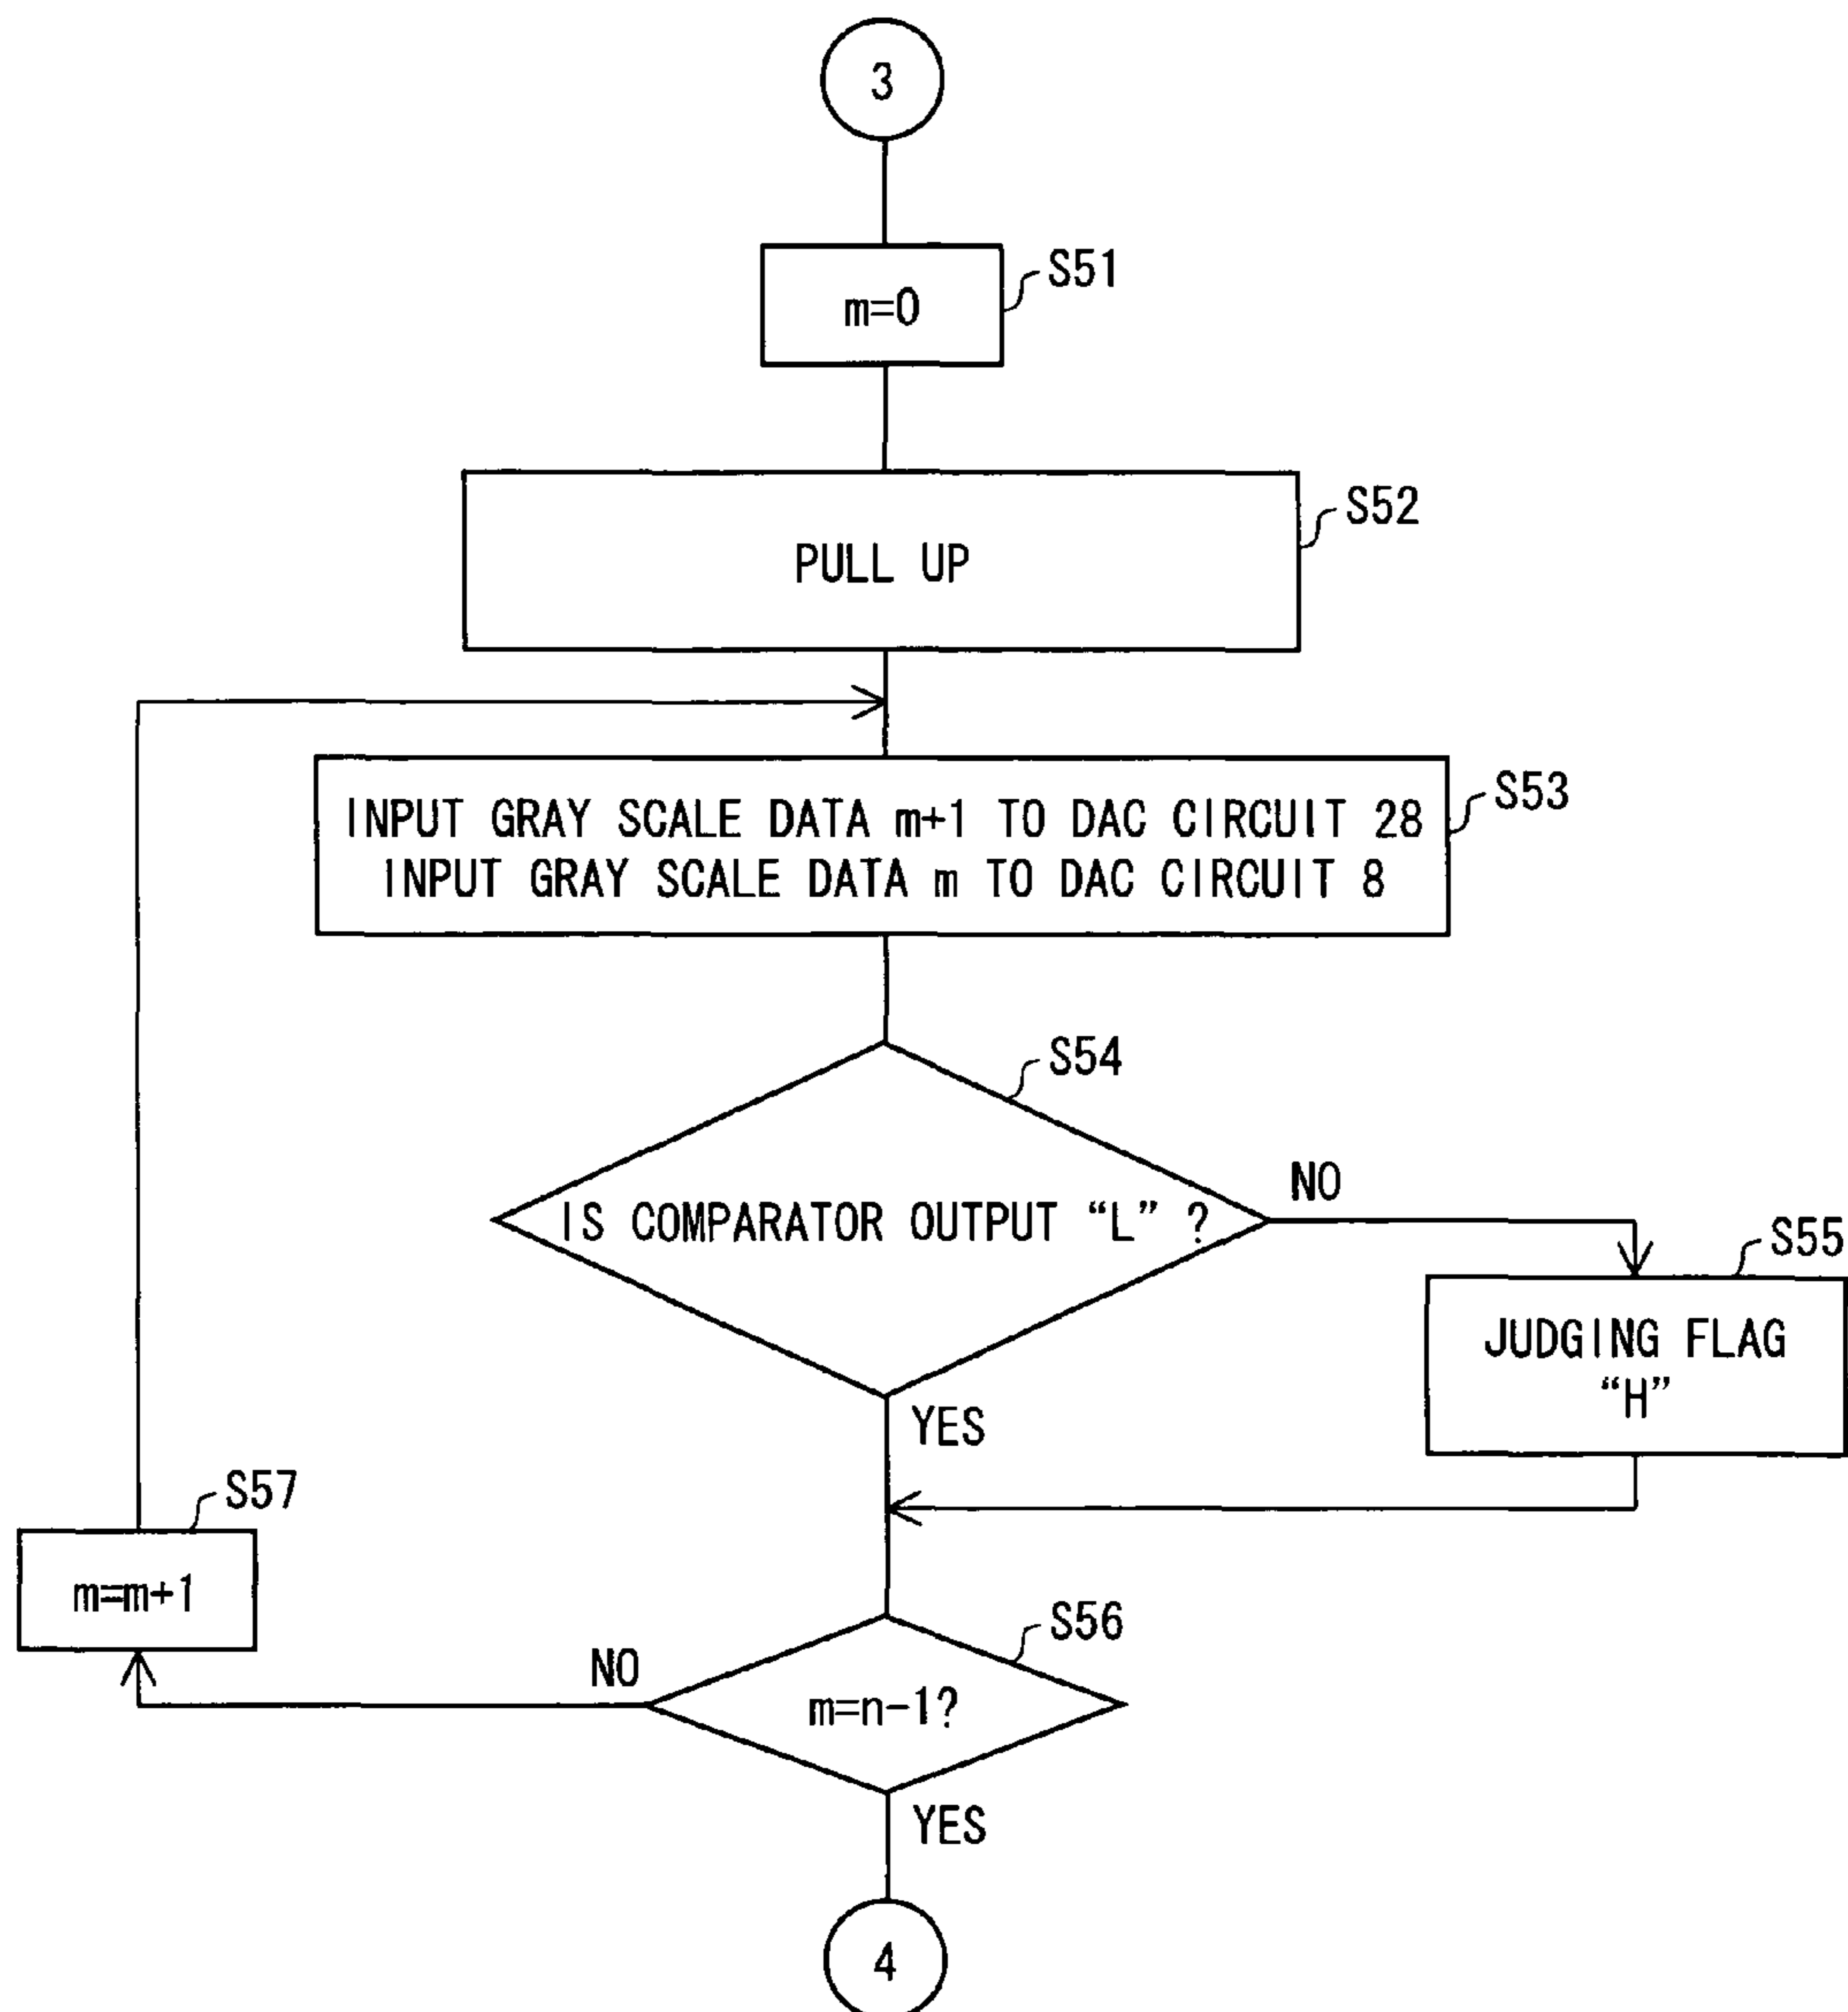 3
S51
m=0
S52
PULL UP
S53
INPUT GRAY SCALE DATA m+1 TO DAC CIRCUIT 28
INPUT GRAY SCALE DATA m TO DAC CIRCUIT 8
S54
IS COMPARATOR OUTPUT “L” ?
NO
S55
JUDGING FLAG
“H”
YES
S57
m=m+1
S56
NO
m=n-1?
YES
4